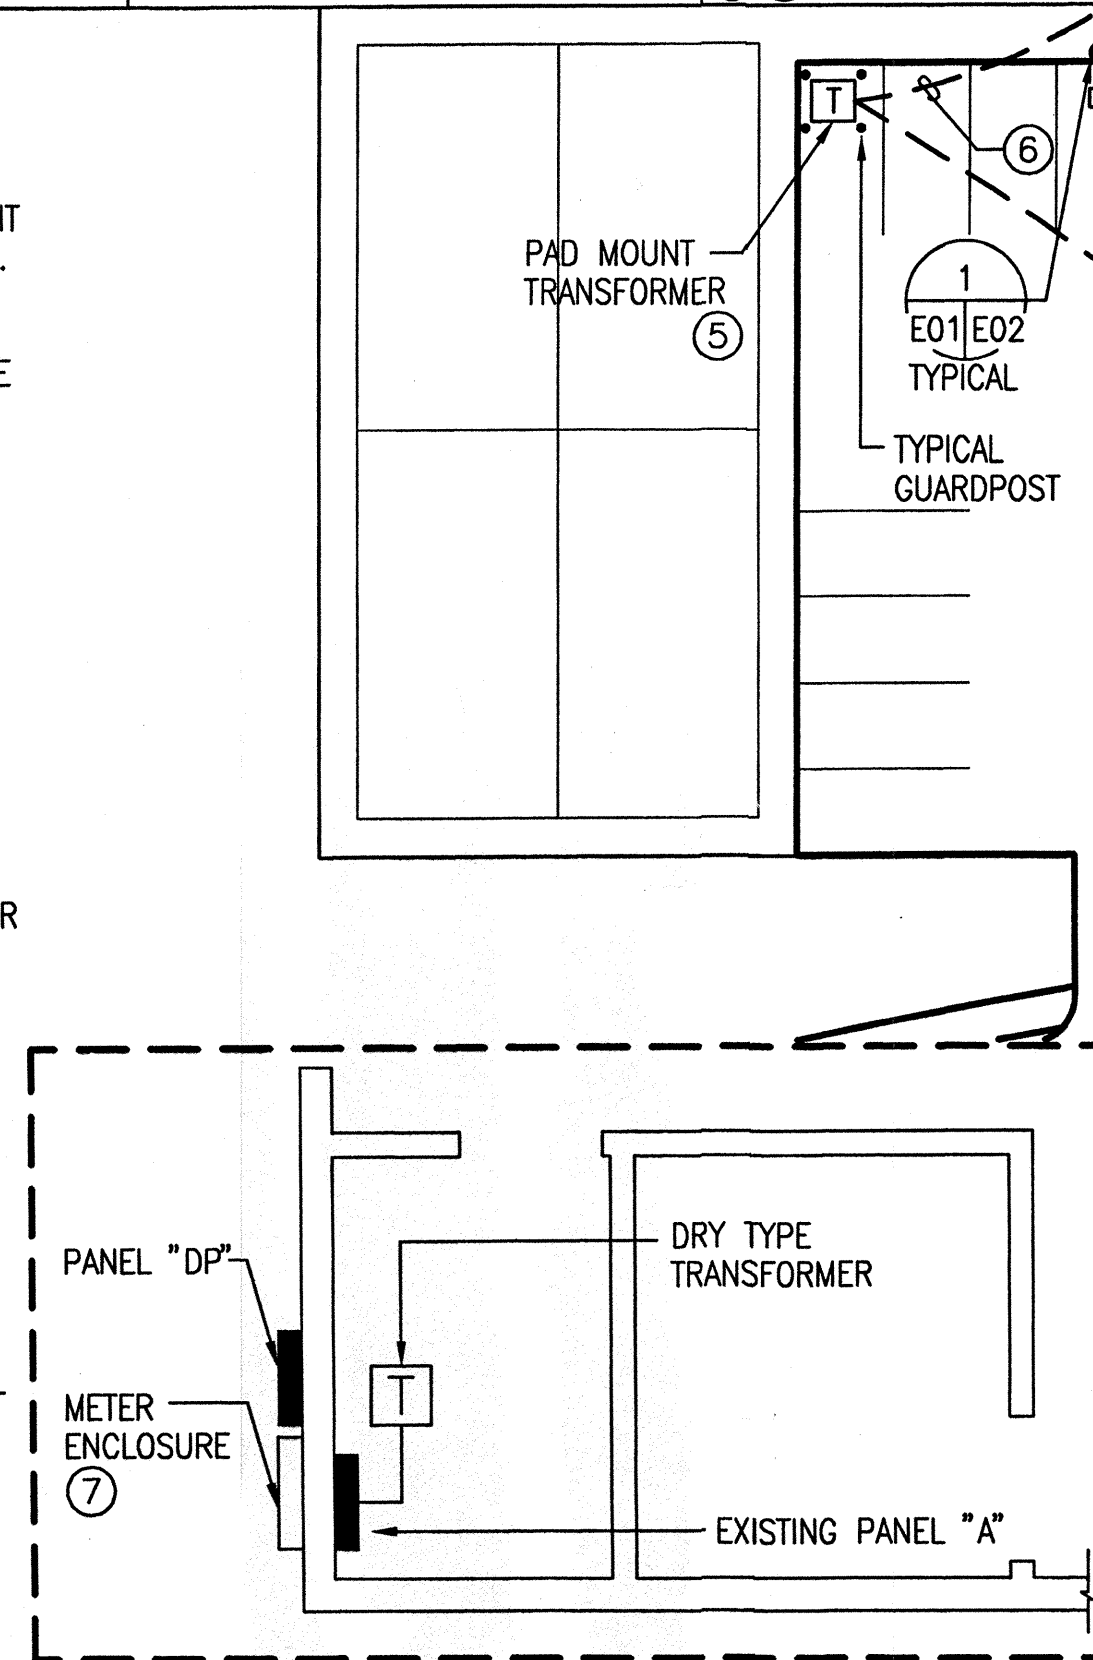 T
6
PAD MOUNT
TRANSFORMER
5
1
E01 E02
TYPICAL
TYPICAL
GUARDPOST
PANEL "DP"
DRY TYPE
TRANSFORMER
T
METER
ENCLOSURE
7
EXISTING PANEL "A"